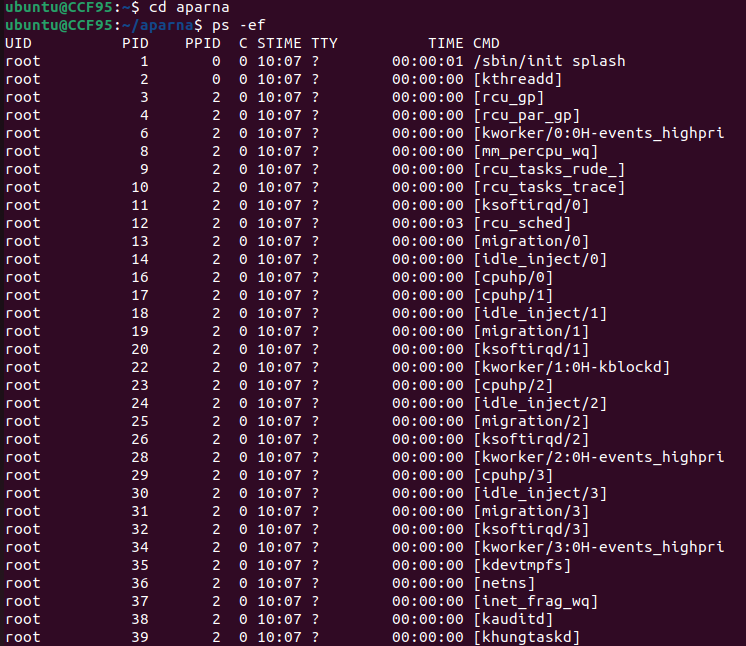 ubuntu@CCF95:~$ cd aparna
ubuntu@CCF95:~/aparna$ ps -ef
UID PID PPID C STIME TTY TIME CMD
root 1 0 0 10:07 ? 00:00:01 /sbin/init splash
root 2 0 0 10:07 ? 00:00:00 [kthreadd]
root 3 2 0 10:07 ? 00:00:00 [rcu_gp]
root 4 2 0 10:07 ? 00:00:00 [rcu_par_gp]
root 6 2 0 10:07 ? 00:00:00 [kworker/0:0H-events_highpri
root 8 2 0 10:07 ? 00:00:00 [mm_percpu_wq]
root 9 2 0 10:07 ? 00:00:00 [rcu_tasks_rude_]
root 10 2 0 10:07 ? 00:00:00 [rcu_tasks_trace]
root 11 2 0 10:07 ? 00:00:00 [ksoftirqd/0]
root 12 2 0 10:07 ? 00:00:03 [rcu_sched]
root 13 2 0 10:07 ? 00:00:00 [migration/0]
root 14 2 0 10:07 ? 00:00:00 [idle_inject/0]
root 16 2 0 10:07 ? 00:00:00 [cpuhp/0]
root 17 2 0 10:07 ? 00:00:00 [cpuhp/1]
root 18 2 0 10:07 ? 00:00:00 [idle_inject/1]
root 19 2 0 10:07 ? 00:00:00 [migration/1]
root 20 2 0 10:07 ? 00:00:00 [ksoftirqd/1]
root 22 2 0 10:07 ? 00:00:00 [kworker/1:0H-kblockd]
root 23 2 0 10:07 ? 00:00:00 [cpuhp/2]
root 24 2 0 10:07 ? 00:00:00 [idle_inject/2]
root 25 2 0 10:07 ? 00:00:00 [migration/2]
root 26 2 0 10:07 ? 00:00:00 [ksoftirqd/2]
root 28 2 0 10:07 ? 00:00:00 [kworker/2:0H-events_highpri
root 29 2 0 10:07 ? 00:00:00 [cpuhp/3]
root 30 2 0 10:07 ? 00:00:00 [idle_inject/3]
root 31 2 0 10:07 ? 00:00:00 [migration/3]
root 32 2 0 10:07 ? 00:00:00 [ksoftirqd/3]
root 34 2 0 10:07 ? 00:00:00 [kworker/3:0H-events_highpri
root 35 2 0 10:07 ? 00:00:00 [kdevtmpfs]
root 36 2 0 10:07 ? 00:00:00 [netns]
root 37 2 0 10:07 ? 00:00:00 [inet_frag_wq]
root 38 2 0 10:07 ? 00:00:00 [kauditd]
root 39 2 0 10:07 ? 00:00:00 [khungtaskd]